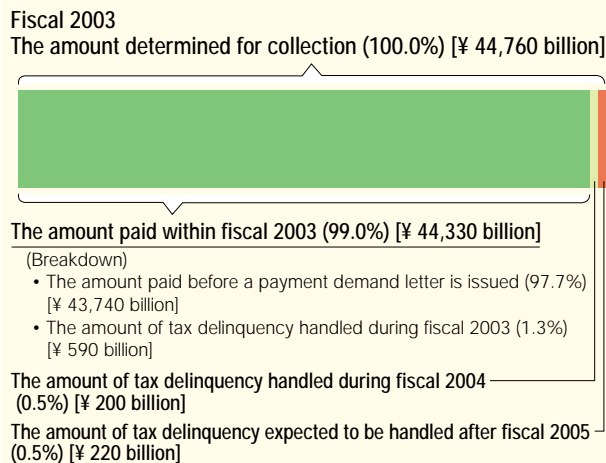 Fiscal 2003
The amount determined for collection (100.0%) [¥ 44,760 billion]
The amount paid within fiscal 2003 (99.0%) [¥ 44,330 billion]
(Breakdown)
• The amount paid before a payment demand letter is issued (97.7%)
[¥ 43,740 billion]
• The amount of tax delinquency handled during fiscal 2003 (1.3%)
[¥ 590 billion]
The amount of tax delinquency handled during fiscal 2004
(0.5%) [¥ 200 billion]
The amount of tax delinquency expected to be handled after fiscal 2005
(0.5%) [¥ 220 billion]